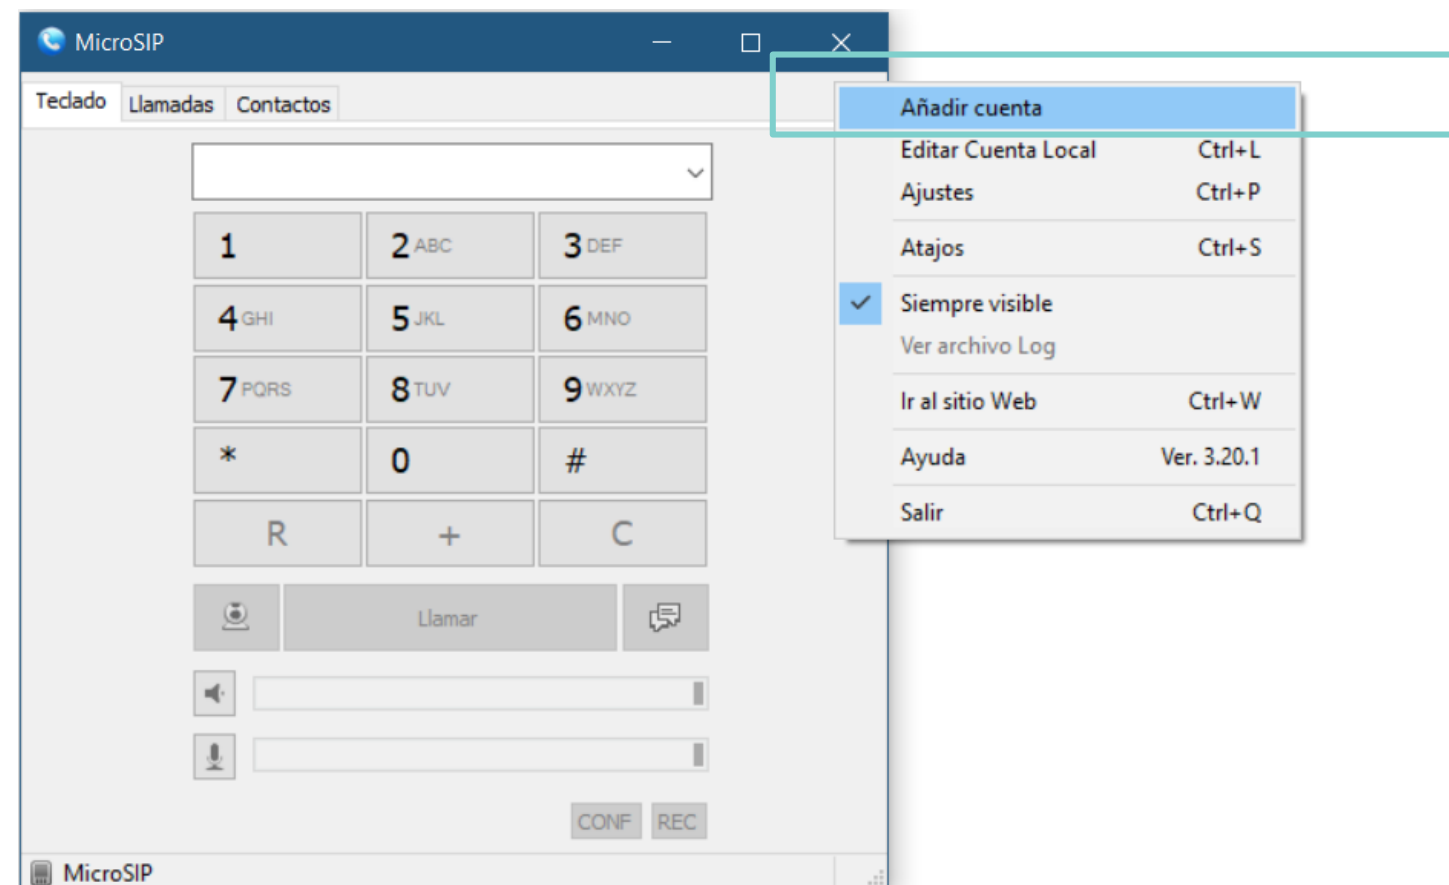 MicroSIP
Teclado Llamadas Contactos
1 2 ABC 3 DEF
4 GHI 5 JKL 6 MNO
7 PQRS 8 TUV 9 WXYZ
* 0 #
R + C
Llamar
CONF REC
MicroSIP
Añadir cuenta
Editar Cuenta Local Ctrl+L
Ajustes Ctrl+P
Atajos Ctrl+S
Siempre visible
Ver archivo Log
Ir al sitio Web Ctrl+W
Ayuda Ver. 3.20.1
Salir Ctrl+Q